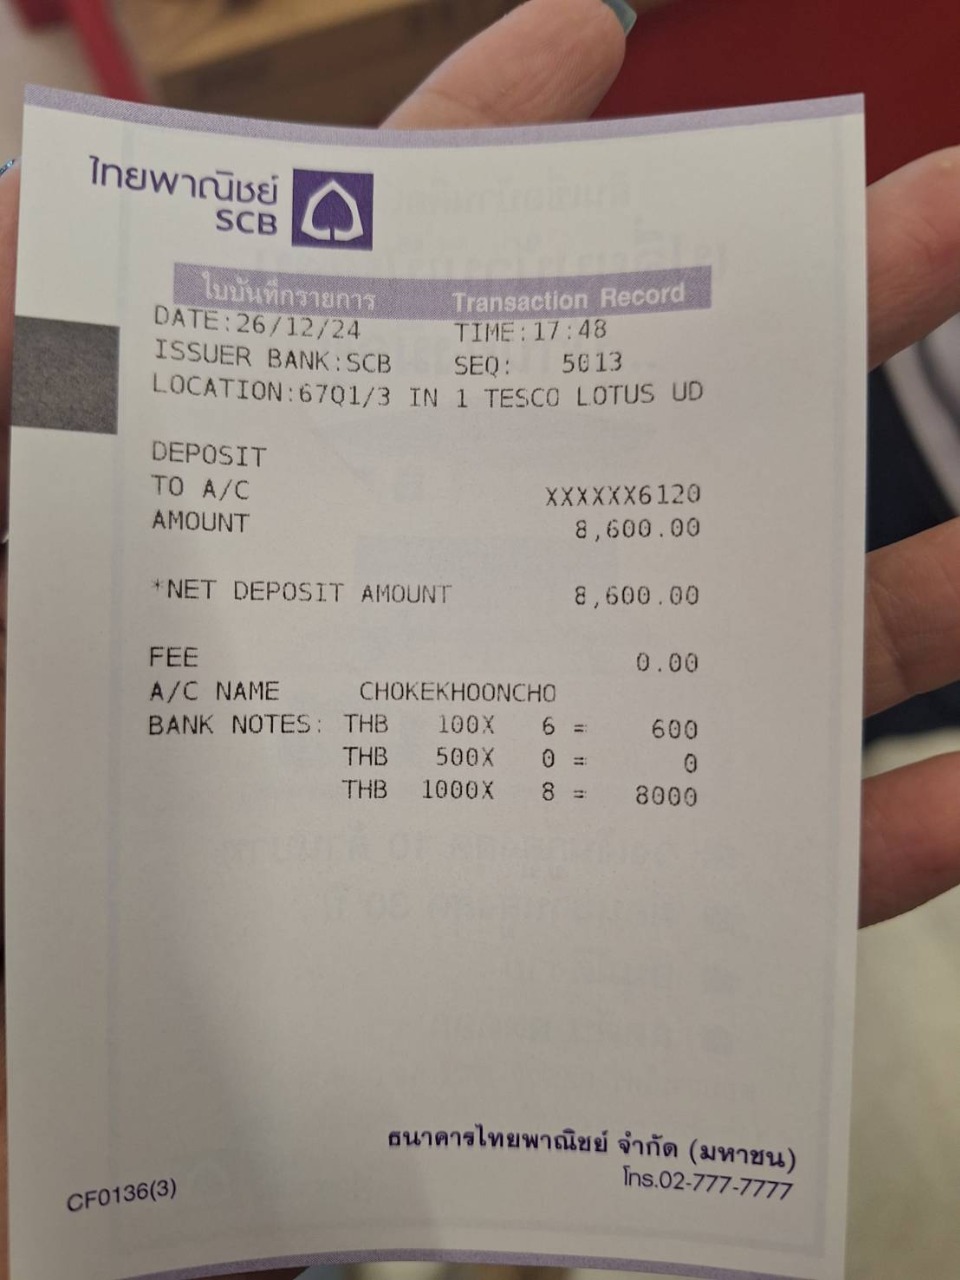 ไทยพาณิชย์
SCB
ใบบันทึกรายการ Transaction Record
DATE:26/12/24 TIME:17:48
ISSUER BANK:SCB SEQ: 5013
LOCATION:67Q1/3 IN 1 TESCO LOTUS UD
DEPOSIT
TO A/C XXXXXX6120
AMOUNT 8,600.00
*NET DEPOSIT AMOUNT 8,600.00
FEE 0.00
A/C NAME CHOKEKHOONCHO
BANK NOTES: THB 100X 6 = 600
THB 500X 0 = 0
THB 1000X 8 = 8000
ธนาคารไทยพาณิชย์ จำกัด (มหาชน)
โทร.02-777-7777
CF0136(3)